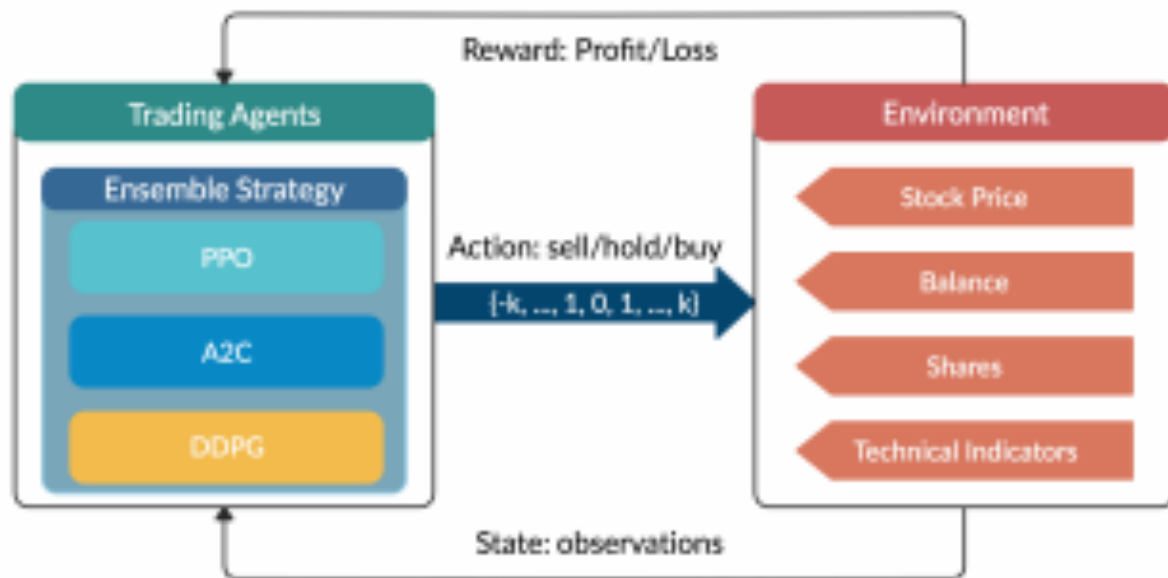 Reward: Profit/Loss
Trading Agents
Ensemble Strategy
PPO
A2C
DDPG
Action: sell/hold/buy
{-k, ..., 1, 0, 1, ..., k}
Environment
Stock Price
Balance
Shares
Technical Indicators
State: observations